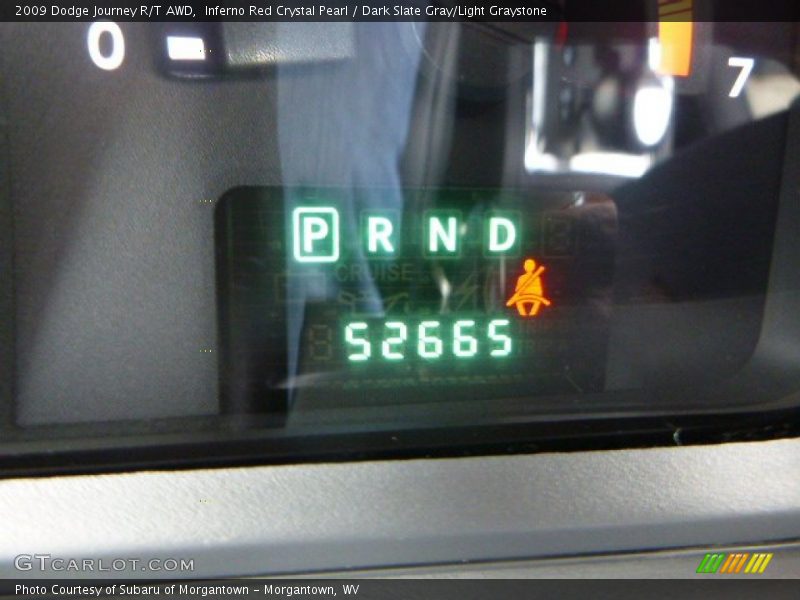 2009 Dodge Journey R/T AWD,  Inferno Red Crystal Pearl / Dark Slate Gray/Light Graystone
0
7
P R N D
CRUISE
52665
GTCARLOT.COM
Photo Courtesy of Subaru of Morgantown - Morgantown, WV